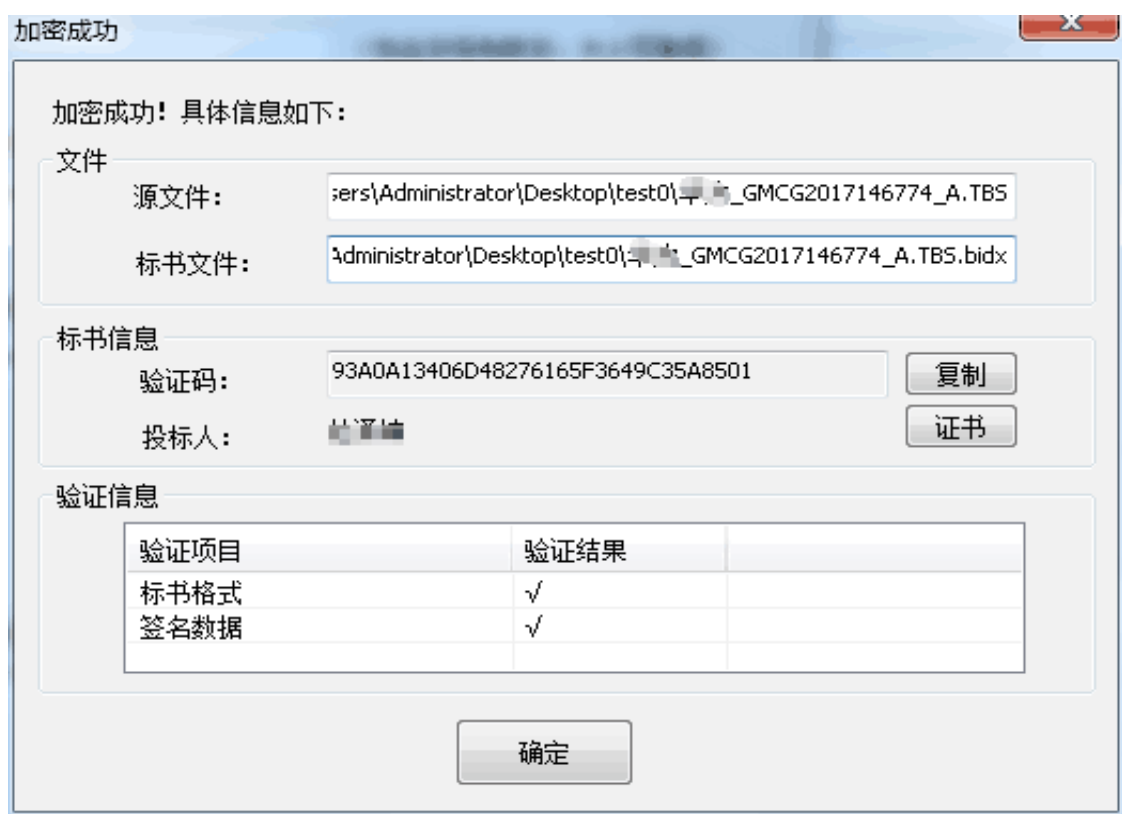 加密成功
加密成功！具体信息如下：
文件
源文件： sers\Administrator\Desktop\test0\ _GMCG2017146774_A.TBS
标书文件： Administrator\Desktop\test0\ _GMCG2017146774_A.TBS.bidx
标书信息
验证码： 93A0A13406D48276165F3649C35A8501 复制
投标人： 证书
验证信息
验证项目 验证结果
标书格式 √
签名数据 √
确定